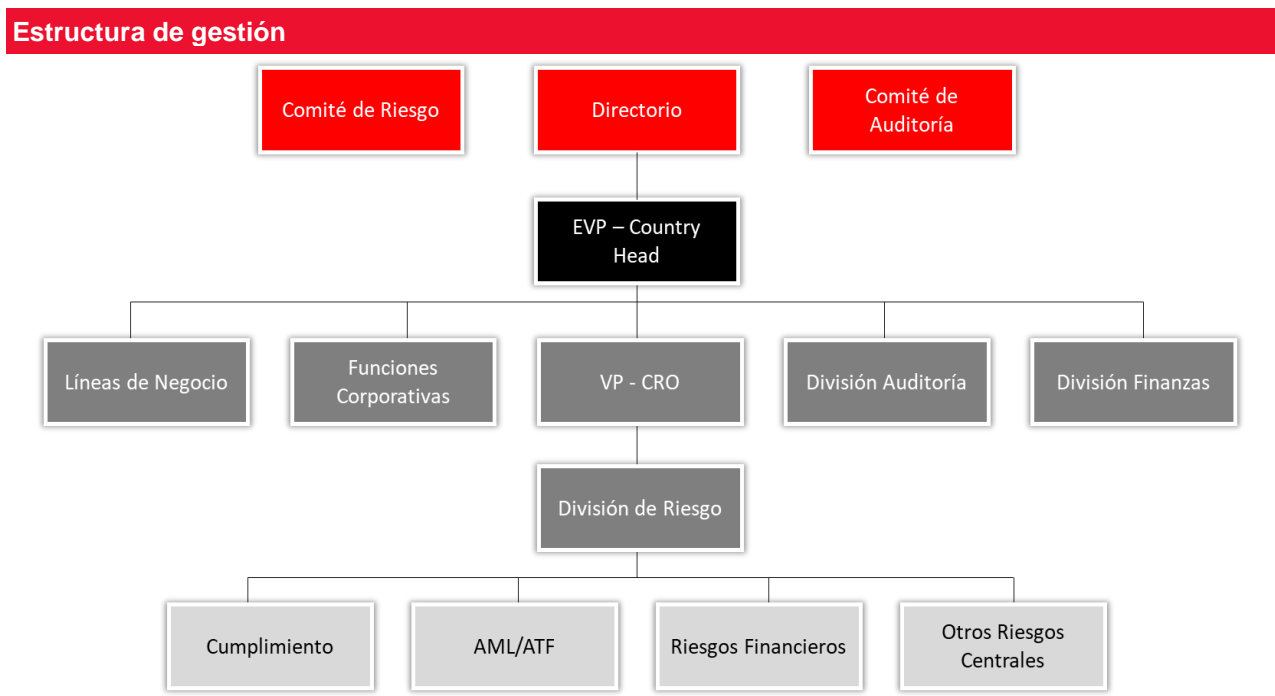 Estructura de gestión
Comité de Riesgo
Directorio
Comité de
Auditoría
EVP – Country
Head
Líneas de Negocio
Funciones
Corporativas
VP - CRO
División Auditoría
División Finanzas
División de Riesgo
Cumplimiento
AML/ATF
Riesgos Financieros
Otros Riesgos
Centrales